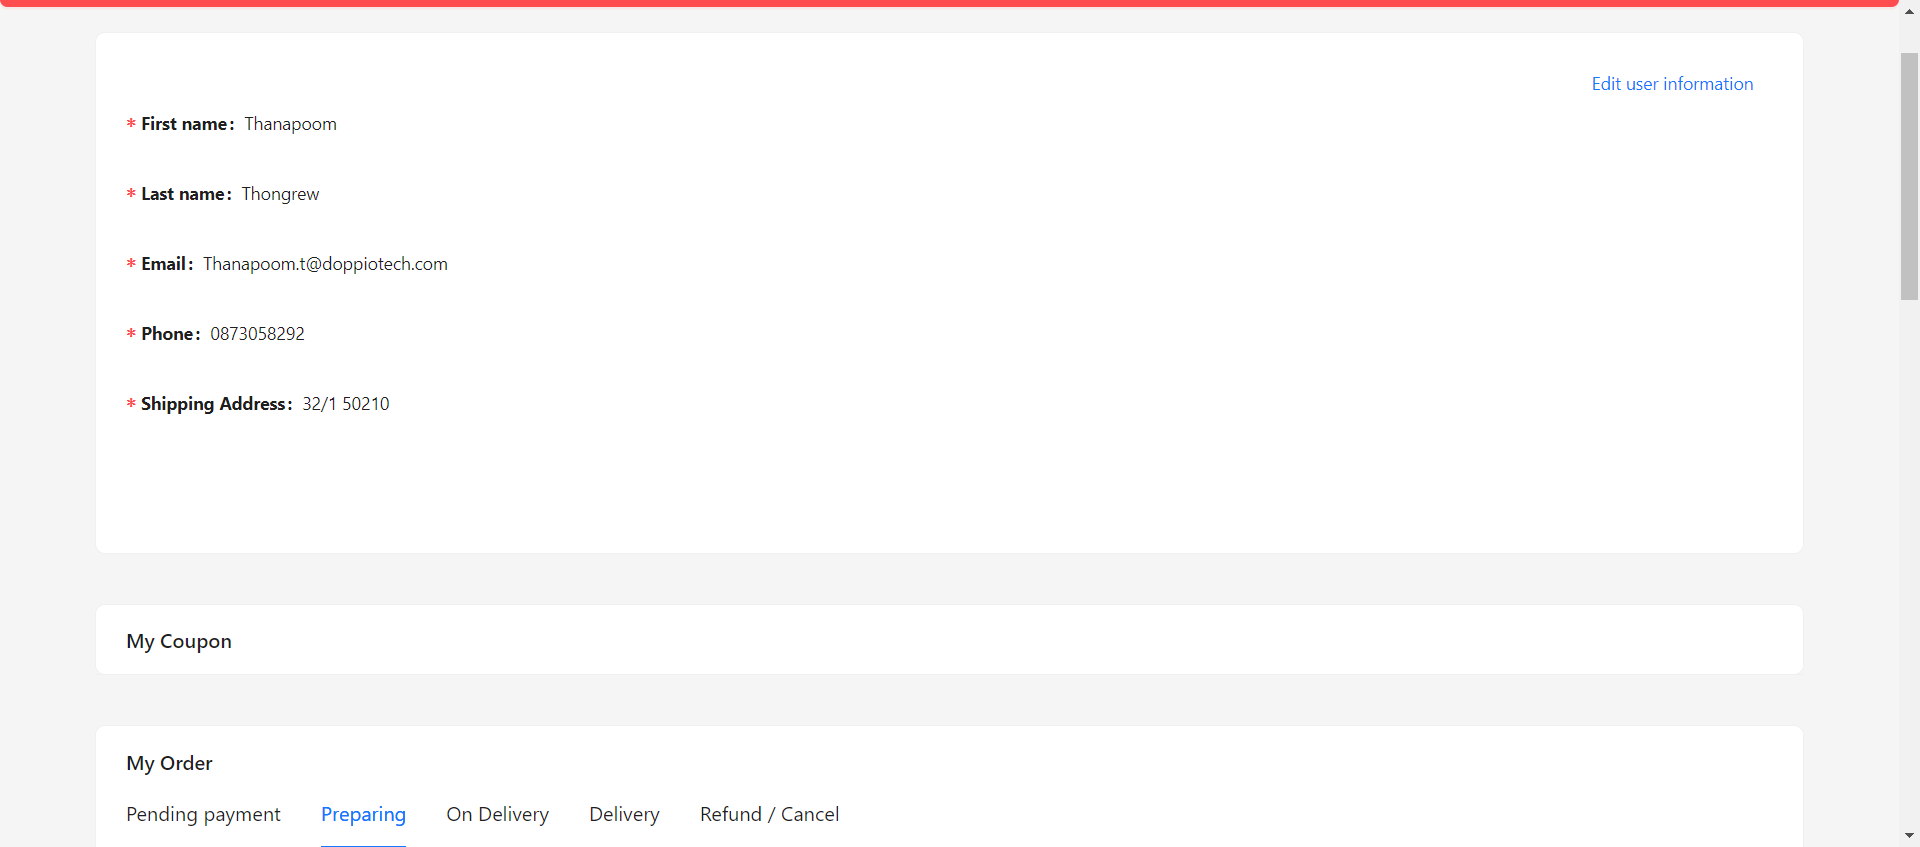 Edit user information
* First name: Thanapoom
* Last name: Thongrew
* Email: Thanapoom.t@doppiotech.com
* Phone: 0873058292
* Shipping Address: 32/1 50210
My Coupon
My Order
Pending payment Preparing On Delivery Delivery Refund / Cancel